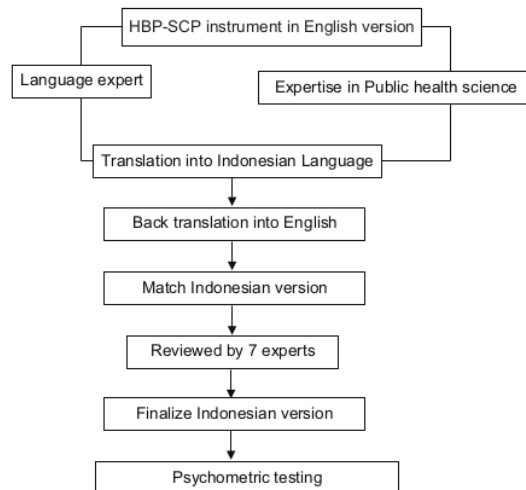 HBP-SCP instrument in English version
Language expert
Expertise in Public health science
Translation into Indonesian Language
Back translation into English
Match Indonesian version
Reviewed by 7 experts
Finalize Indonesian version
Psychometric testing